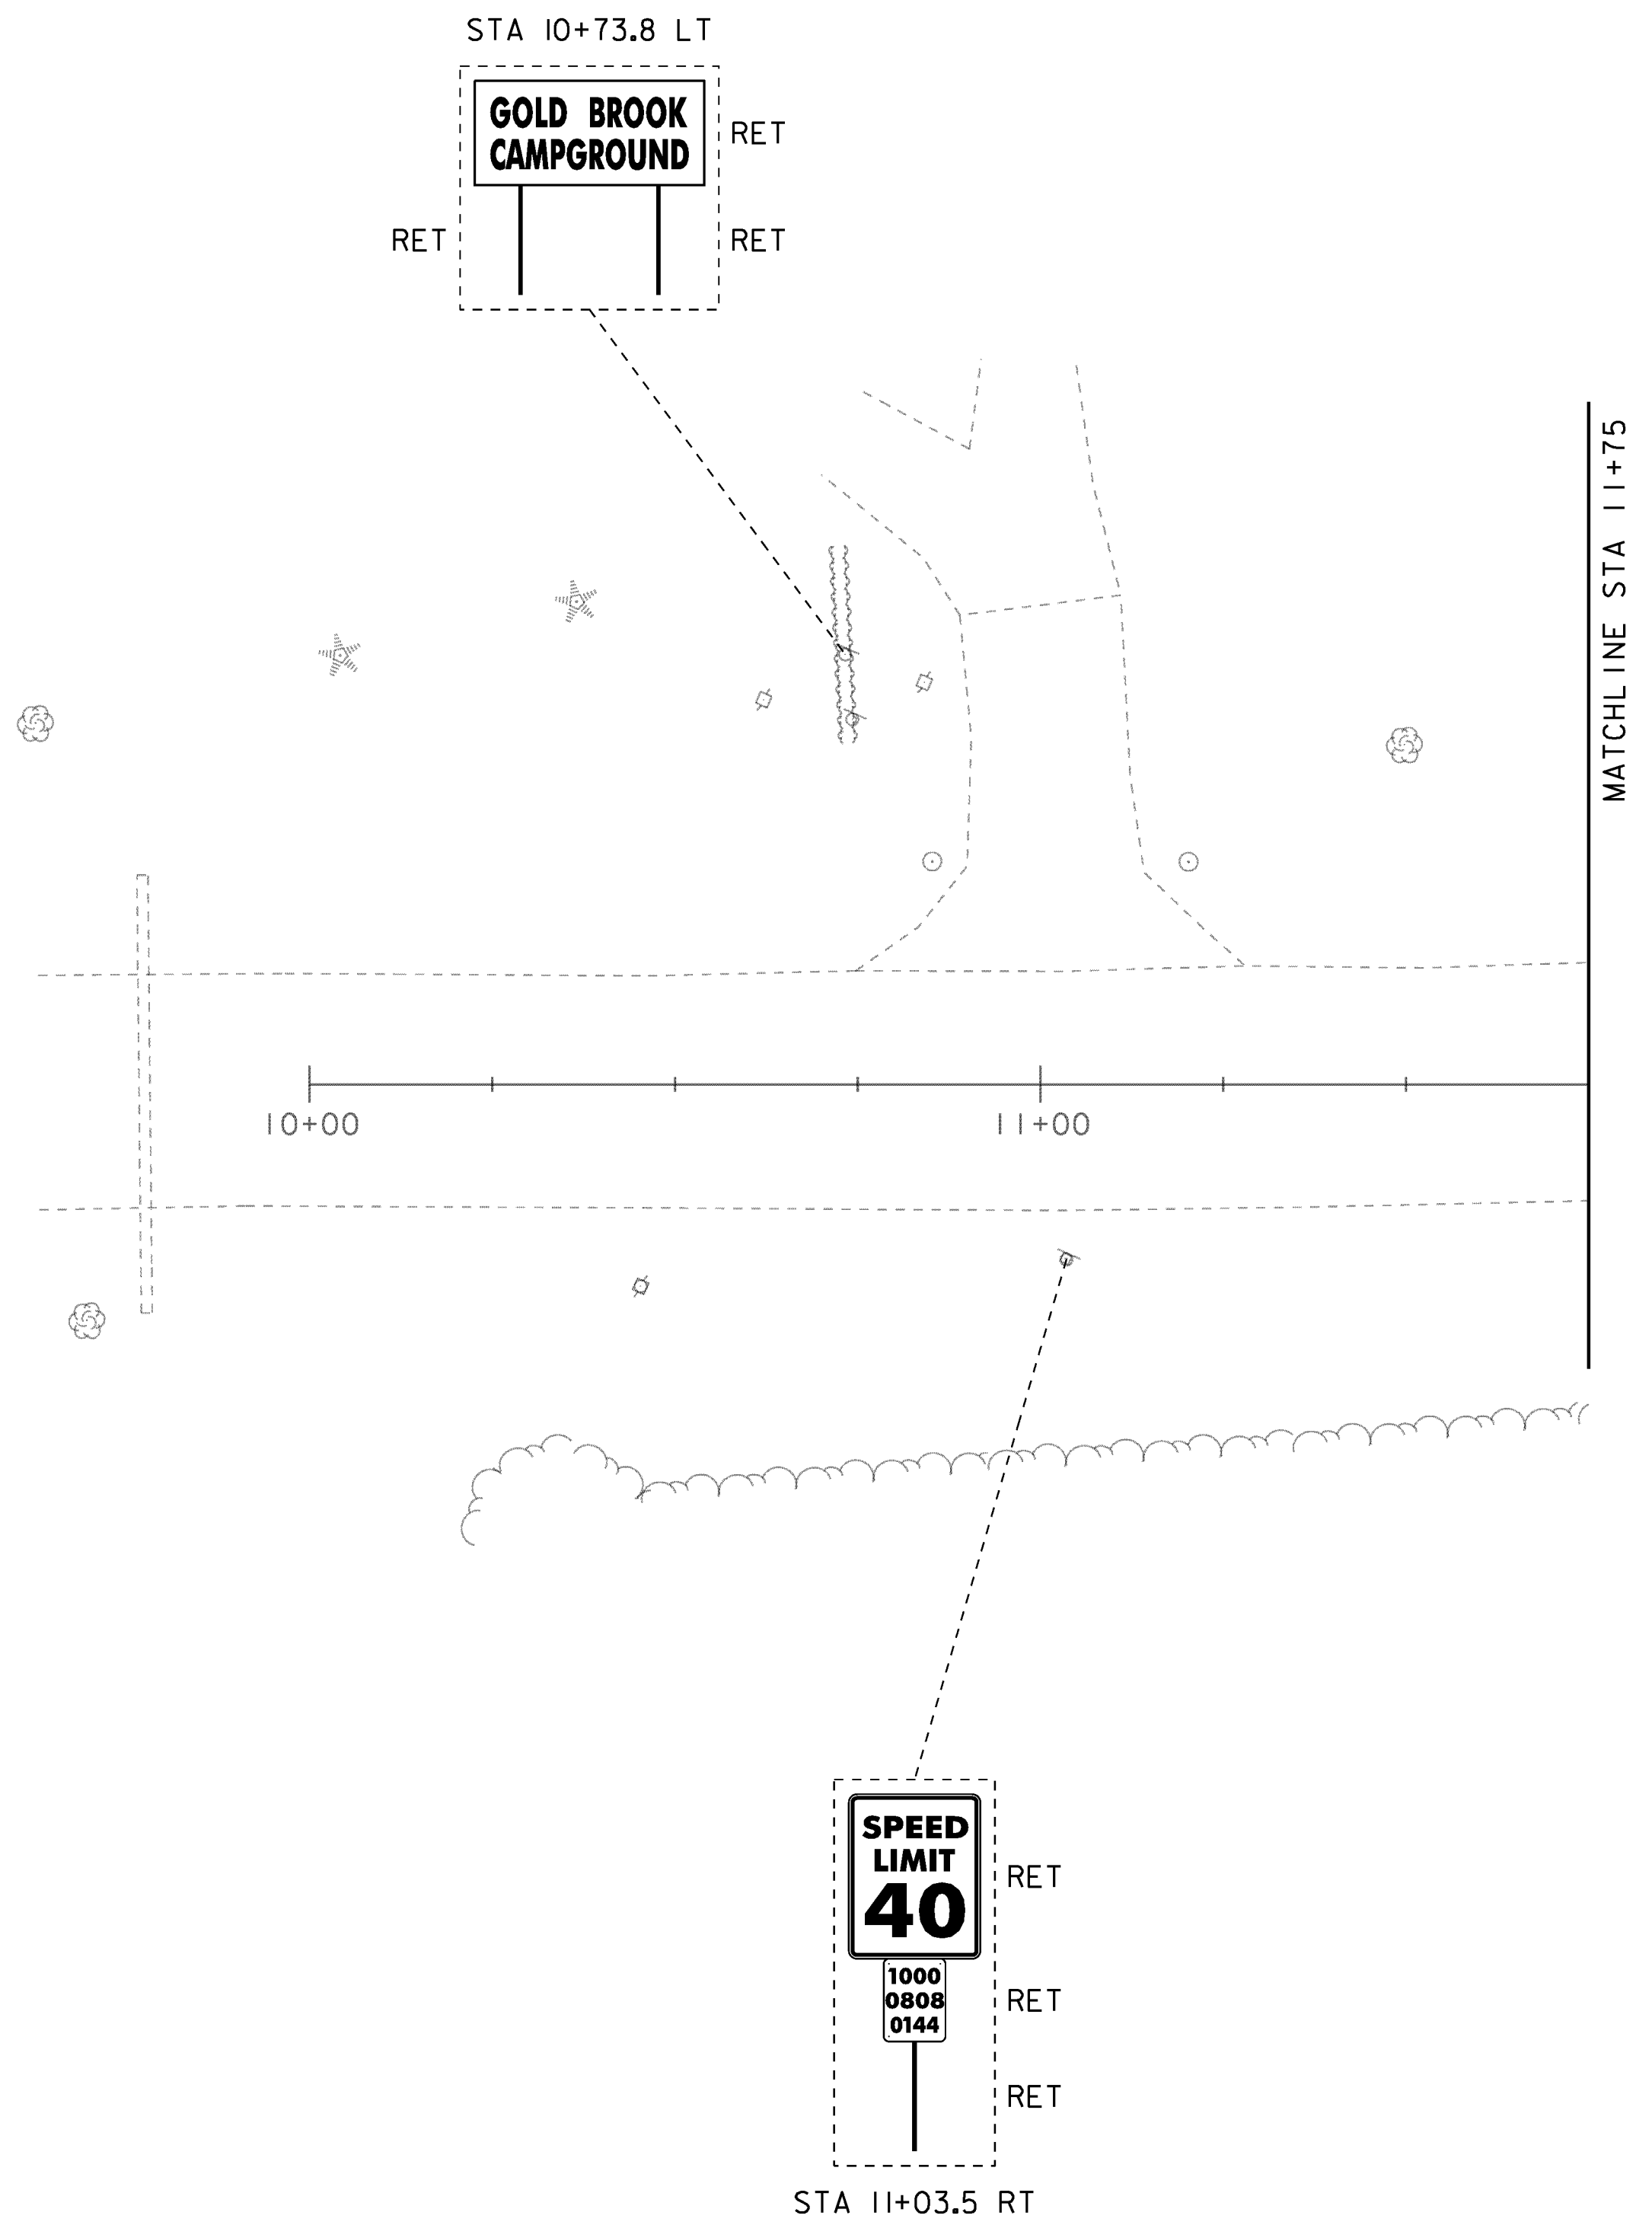 STA 10+73.8 LT
GOLD BROOK
CAMPGROUND
RET
RET
RET
MATCHLINE STA 11+75
10+00
11+00
SPEED
LIMIT
40
RET
1000
0808
0144
RET
RET
STA 11+03.5 RT